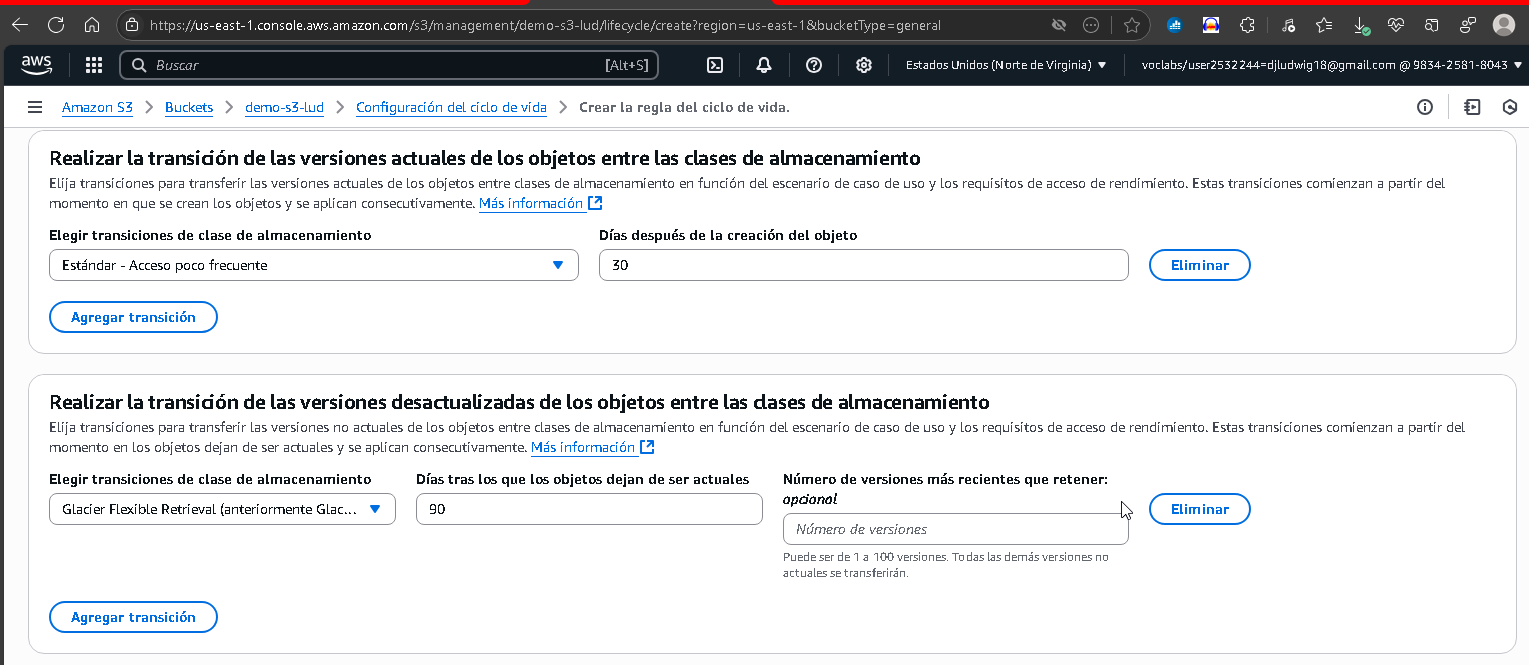 https://us-east-1.console.aws.amazon.com/s3/management/demo-s3-lud/lifecycle/create?region=us-east-1&bucketType=general
aws
Buscar
[Alt+S]
Estados Unidos (Norte de Virginia)
voclabs/user2532244=djludwig18@gmail.com @ 9834-2581-8043
Amazon S3 > Buckets > demo-s3-lud > Configuración del ciclo de vida > Crear la regla del ciclo de vida.
Realizar la transición de las versiones actuales de los objetos entre las clases de almacenamiento
Elija transiciones para transferir las versiones actuales de los objetos entre clases de almacenamiento en función del escenario de caso de uso y los requisitos de acceso de rendimiento. Estas transiciones comienzan a partir del
momento en que se crean los objetos y se aplican consecutivamente. Más información
Elegir transiciones de clase de almacenamiento
Días después de la creación del objeto
Estándar - Acceso poco frecuente
30
Eliminar
Agregar transición
Realizar la transición de las versiones desactualizadas de los objetos entre las clases de almacenamiento
Elija transiciones para transferir las versiones no actuales de los objetos entre clases de almacenamiento en función del escenario de caso de uso y los requisitos de acceso de rendimiento. Estas transiciones comienzan a partir del
momento en los objetos dejan de ser actuales y se aplican consecutivamente. Más información
Elegir transiciones de clase de almacenamiento
Días tras los que los objetos dejan de ser actuales
Número de versiones más recientes que retener:
opcional
Glacier Flexible Retrieval (anteriormente Glac...
90
Número de versiones
Eliminar
Puede ser de 1 a 100 versiones. Todas las demás versiones no
actuales se transferirán.
Agregar transición